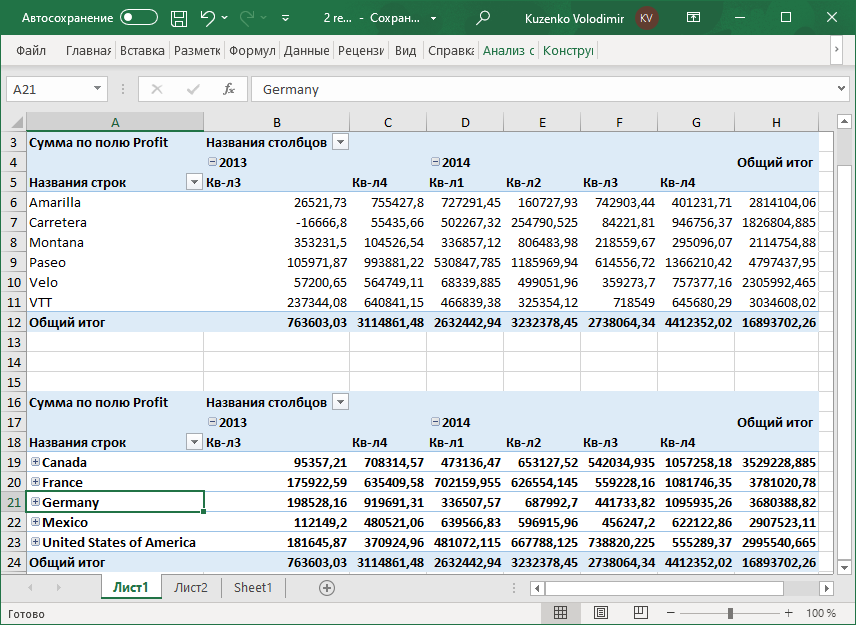 Автосохранение 2 re... - Сохран... Kuzenko Volodimir KV
Файл Главная Вставка Разметк Формул Данные Рецензи Вид Справка Анализ с Констру
A21 fx Germany
A B C D E F G H
3 Сумма по полю Profit Названия столбцов
4 2013 2014 Общий итог
5 Названия строк Кв-л3 Кв-л4 Кв-л1 Кв-л2 Кв-л3 Кв-л4
6 Amarilla 26521,73 755427,8 727291,45 160727,93 742903,44 401231,71 2814104,06
7 Carretera -16666,8 55435,66 502267,32 254790,525 84221,81 946756,37 1826804,885
8 Montana 353231,5 104526,54 336857,12 806483,98 218559,67 295096,07 2114754,88
9 Paseo 105971,87 993881,22 530847,785 1185969,94 614556,72 1366210,42 4797437,95
10 Velo 57200,65 564749,11 68339,885 499051,96 359273,7 757377,16 2305992,465
11 VTT 237344,08 640841,15 466839,38 325354,12 718549 645680,29 3034608,02
12 Общий итог 763603,03 3114861,48 2632442,94 3232378,45 2738064,34 4412352,02 16893702,26
13
14
15
16 Сумма по полю Profit Названия столбцов
17 2013 2014 Общий итог
18 Названия строк Кв-л3 Кв-л4 Кв-л1 Кв-л2 Кв-л3 Кв-л4
19 Canada 95357,21 708314,57 473136,47 653127,52 542034,935 1057258,18 3529228,885
20 France 175922,59 635409,58 702159,955 626554,145 559228,16 1081746,35 3781020,78
21 Germany 198528,16 919691,31 336507,57 687992,7 441733,82 1095935,26 3680388,82
22 Mexico 112149,2 480521,06 639566,83 596915,96 456247,2 622122,86 2907523,11
23 United States of America 181645,87 370924,96 481072,115 667788,125 738820,225 555289,37 2995540,665
24 Общий итог 763603,03 3114861,48 2632442,94 3232378,45 2738064,34 4412352,02 16893702,26
Лист1 Лист2 Sheet1
Готово 100 %